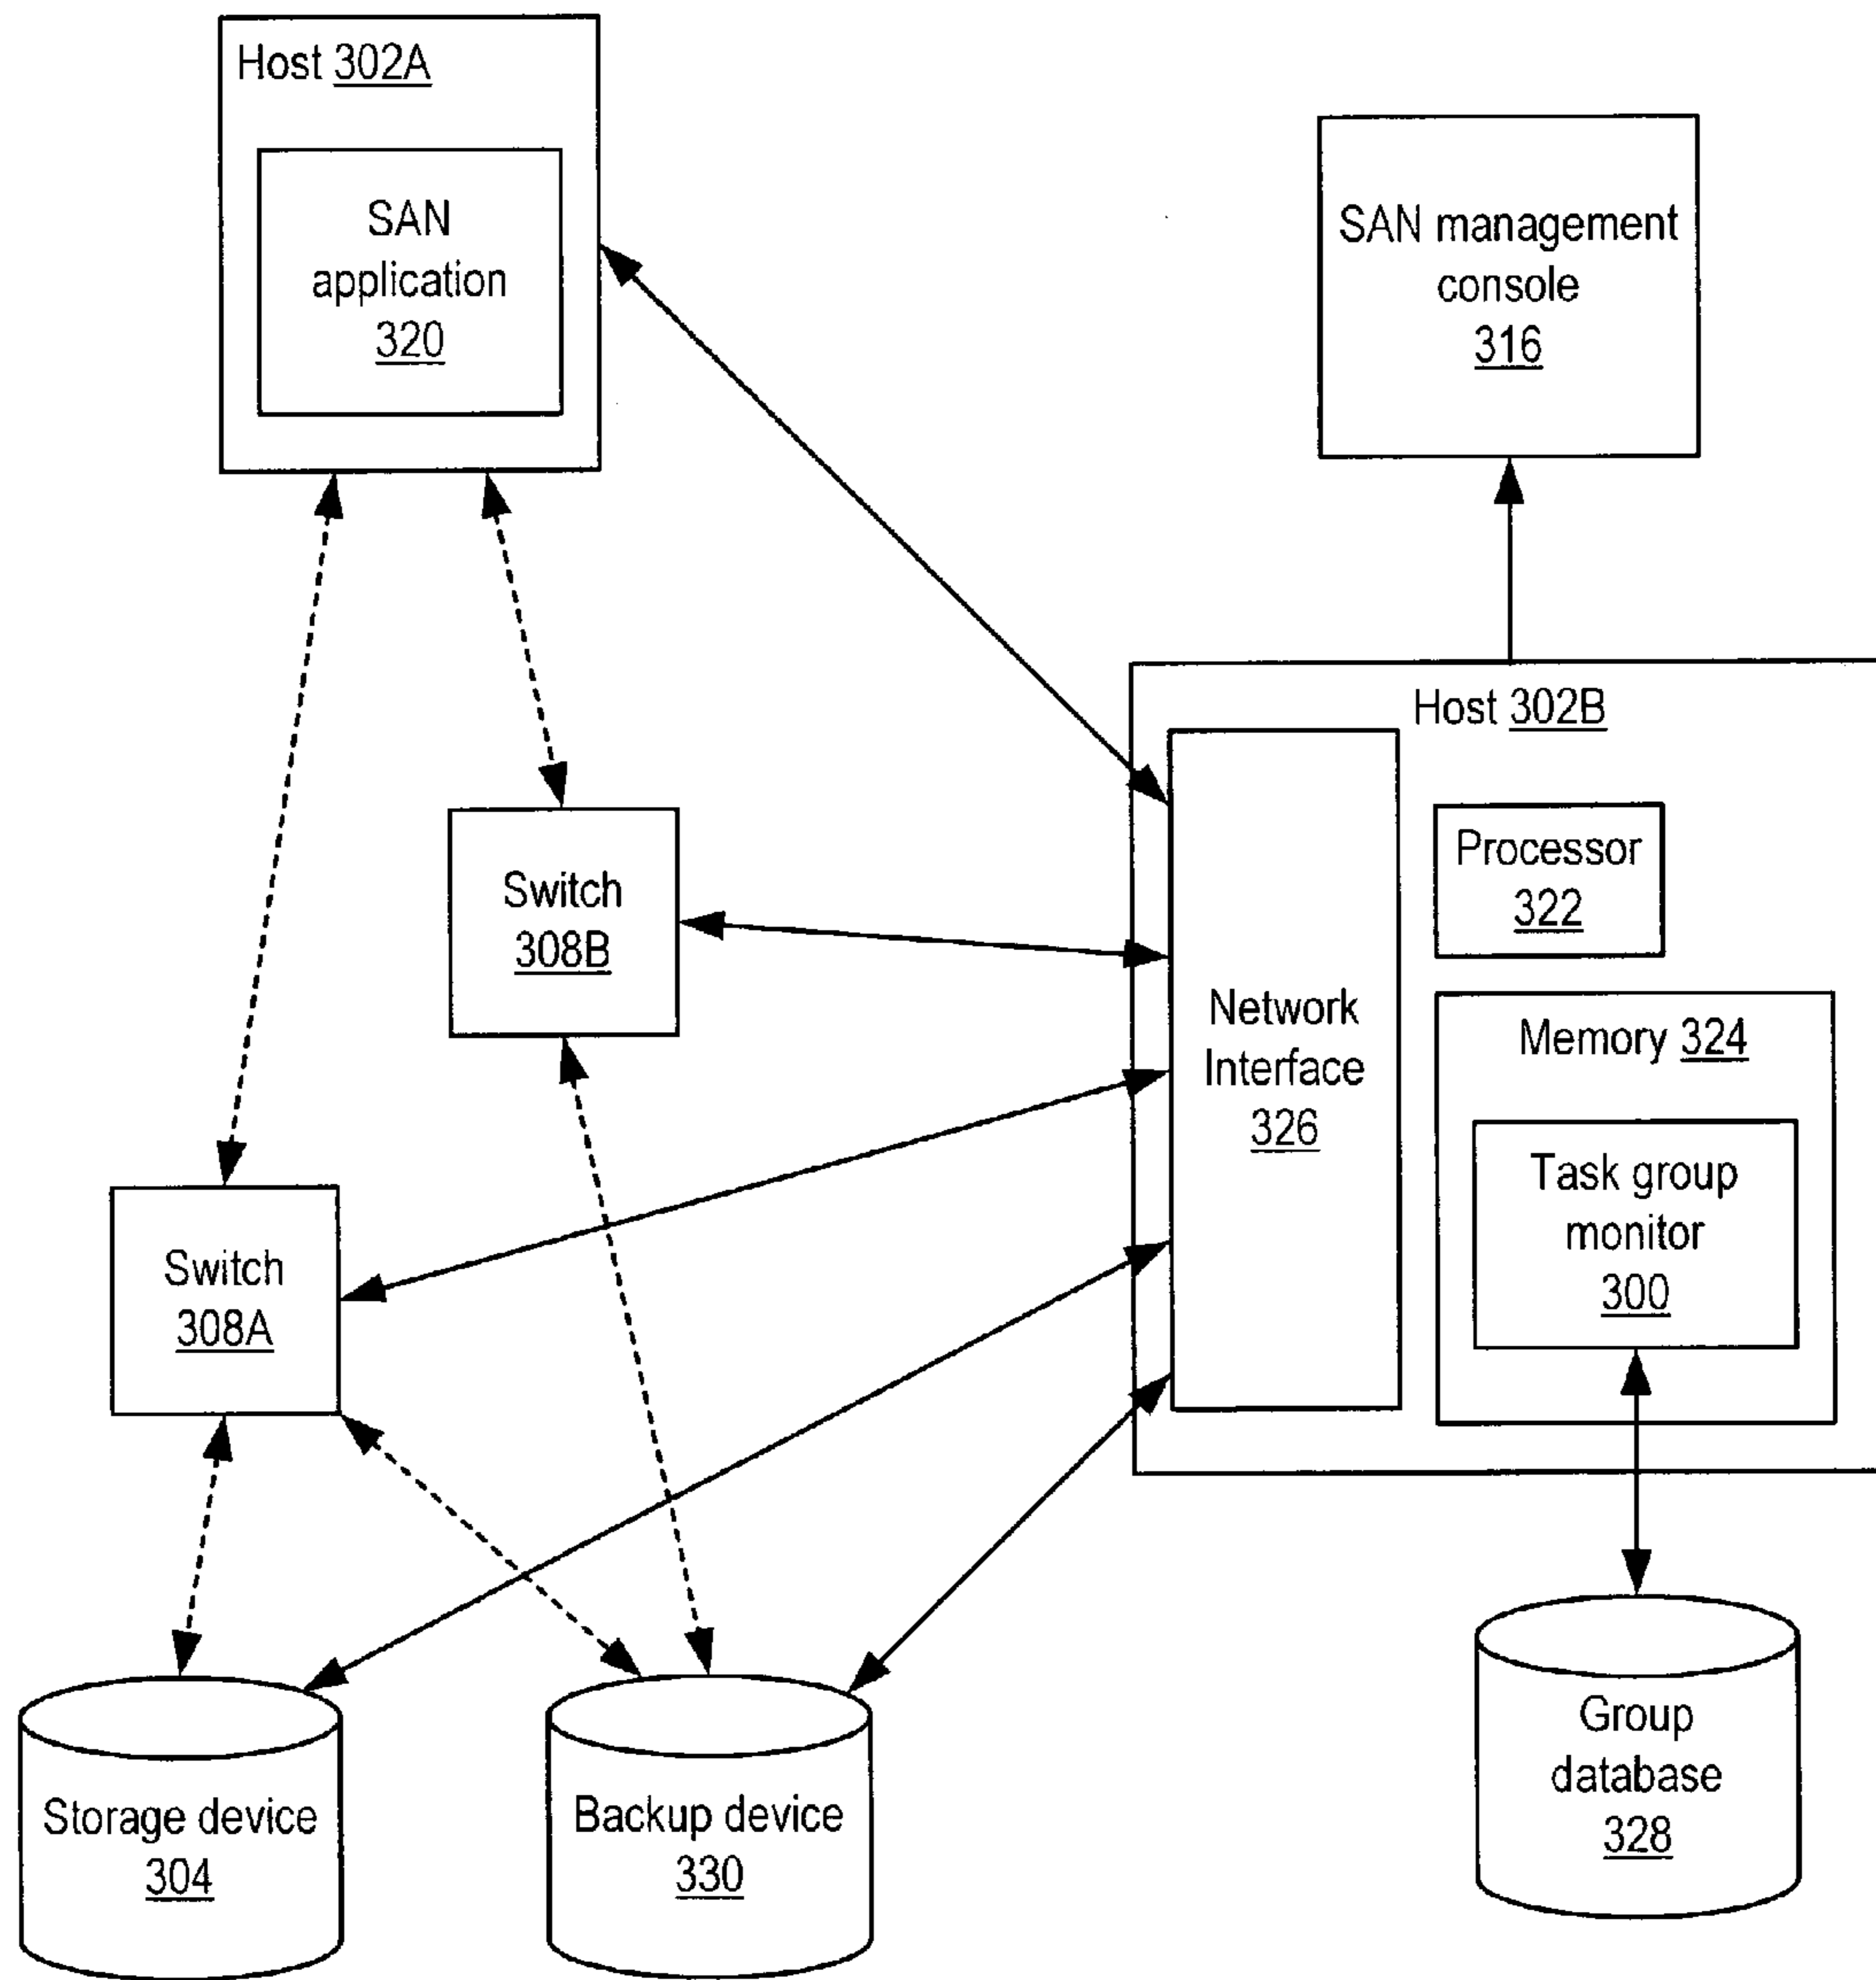 Host 302A
SAN
application
320
SAN management
console
316
Host 302B
Processor
322
Switch
308B
Network
Interface
326
Memory 324
Task group
monitor
300
Switch
308A
Group
database
328
Storage device
304
Backup device
330